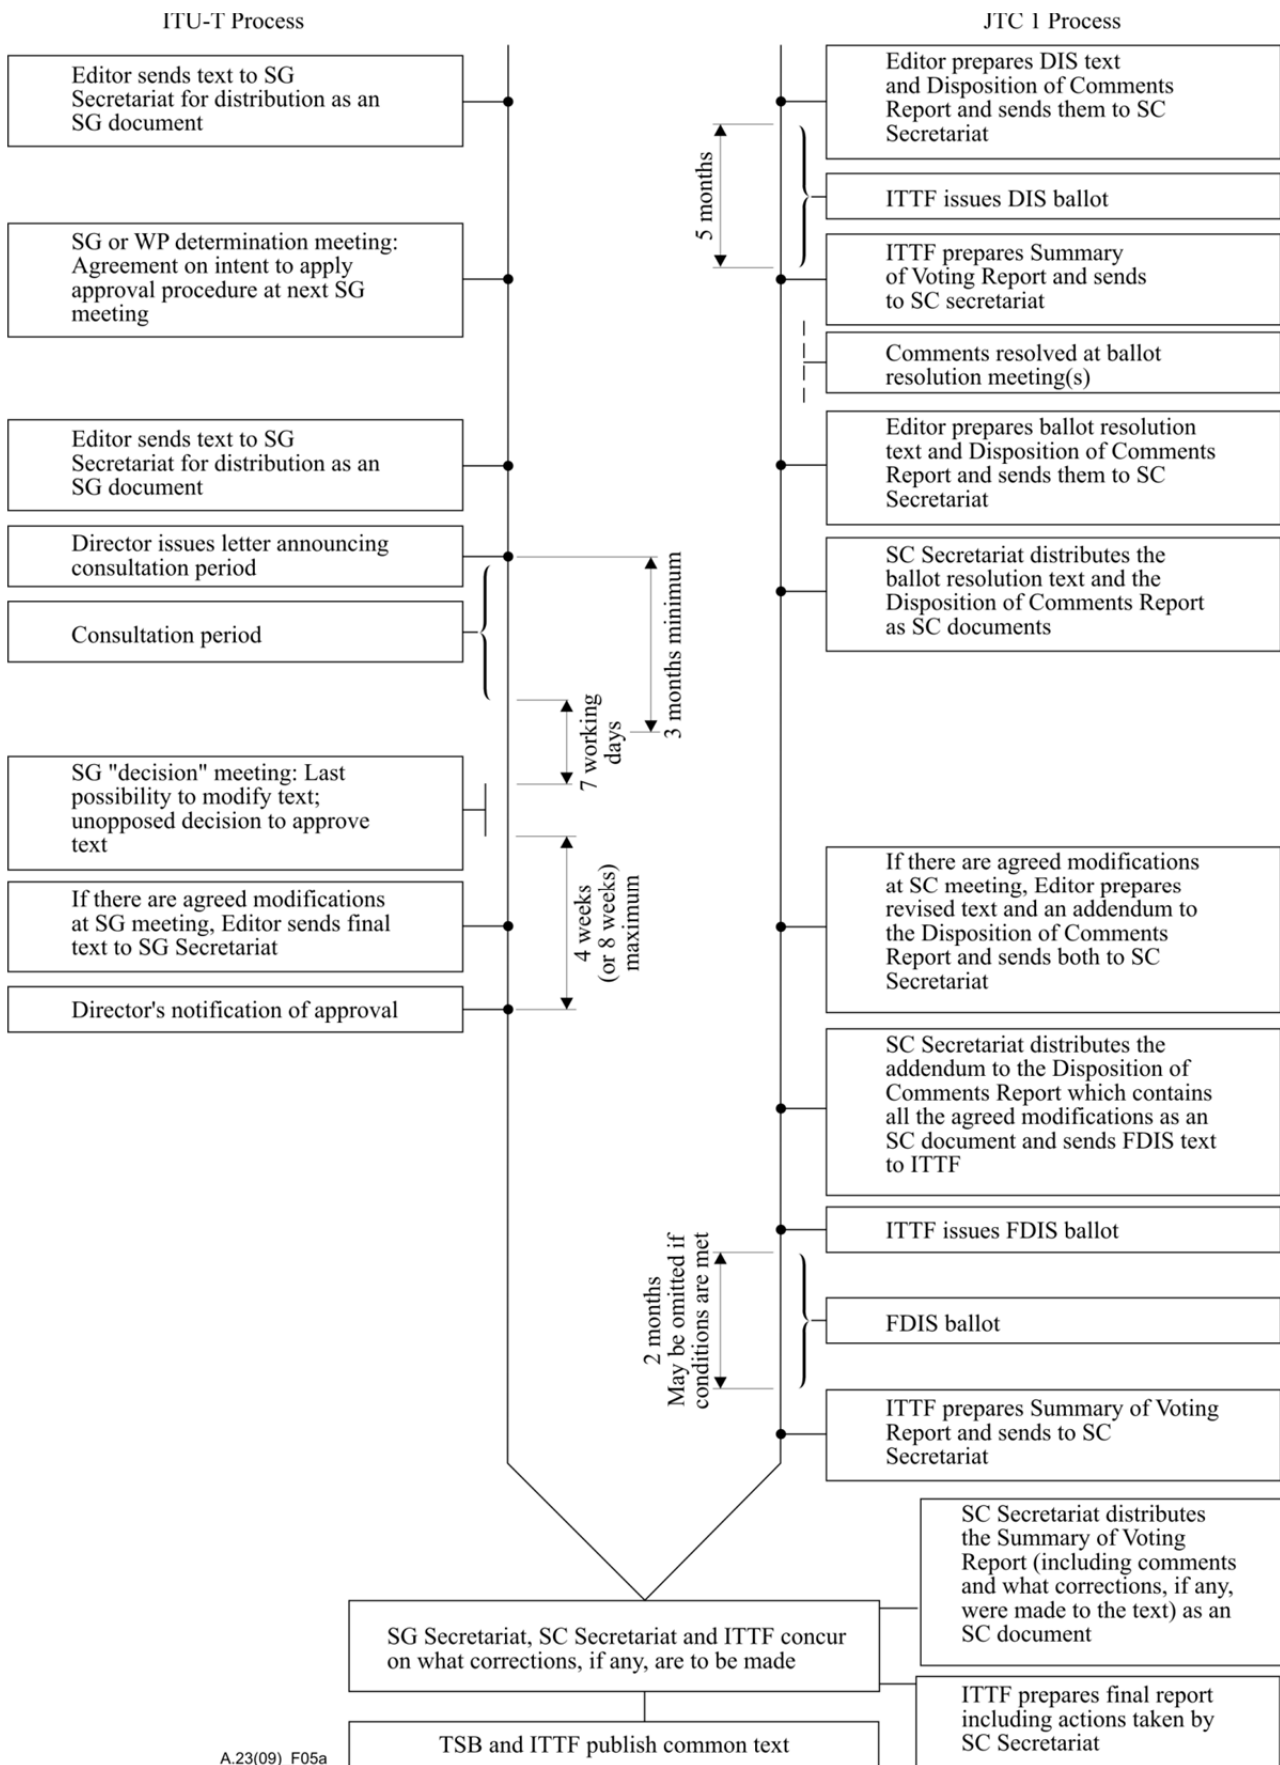 ITU-T Process
JTC 1 Process
Editor sends text to SG
Secretariat for distribution as an
SG document
SG or WP determination meeting:
Agreement on intent to apply
approval procedure at next SG
meeting
Editor sends text to SG
Secretariat for distribution as an
SG document
Director issues letter announcing
consultation period
Consultation period
SG "decision" meeting: Last
possibility to modify text;
unopposed decision to approve
text
If there are agreed modifications
at SG meeting, Editor sends final
text to SG Secretariat
Director's notification of approval
3 months minimum
7 working
days
4 weeks
(or 8 weeks)
maximum
5 months
2 months
May be omitted if
conditions are met
Editor prepares DIS text
and Disposition of Comments
Report and sends them to SC
Secretariat
ITTF issues DIS ballot
ITTF prepares Summary
of Voting Report and sends
to SC secretariat
Comments resolved at ballot
resolution meeting(s)
Editor prepares ballot resolution
text and Disposition of Comments
Report and sends them to SC
Secretariat
SC Secretariat distributes the
ballot resolution text and the
Disposition of Comments Report
as SC documents
If there are agreed modifications
at SC meeting, Editor prepares
revised text and an addendum to
the Disposition of Comments
Report and sends both to SC
Secretariat
SC Secretariat distributes the
addendum to the Disposition of
Comments Report which contains
all the agreed modifications as an
SC document and sends FDIS text
to ITTF
ITTF issues FDIS ballot
FDIS ballot
ITTF prepares Summary of Voting
Report and sends to SC
Secretariat
SC Secretariat distributes
the Summary of Voting
Report (including comments
and what corrections, if any,
were made to the text) as an
SC document
SG Secretariat, SC Secretariat and ITTF concur
on what corrections, if any, are to be made
ITTF prepares final report
including actions taken by
SC Secretariat
TSB and ITTF publish common text
A.23(09)_F05a